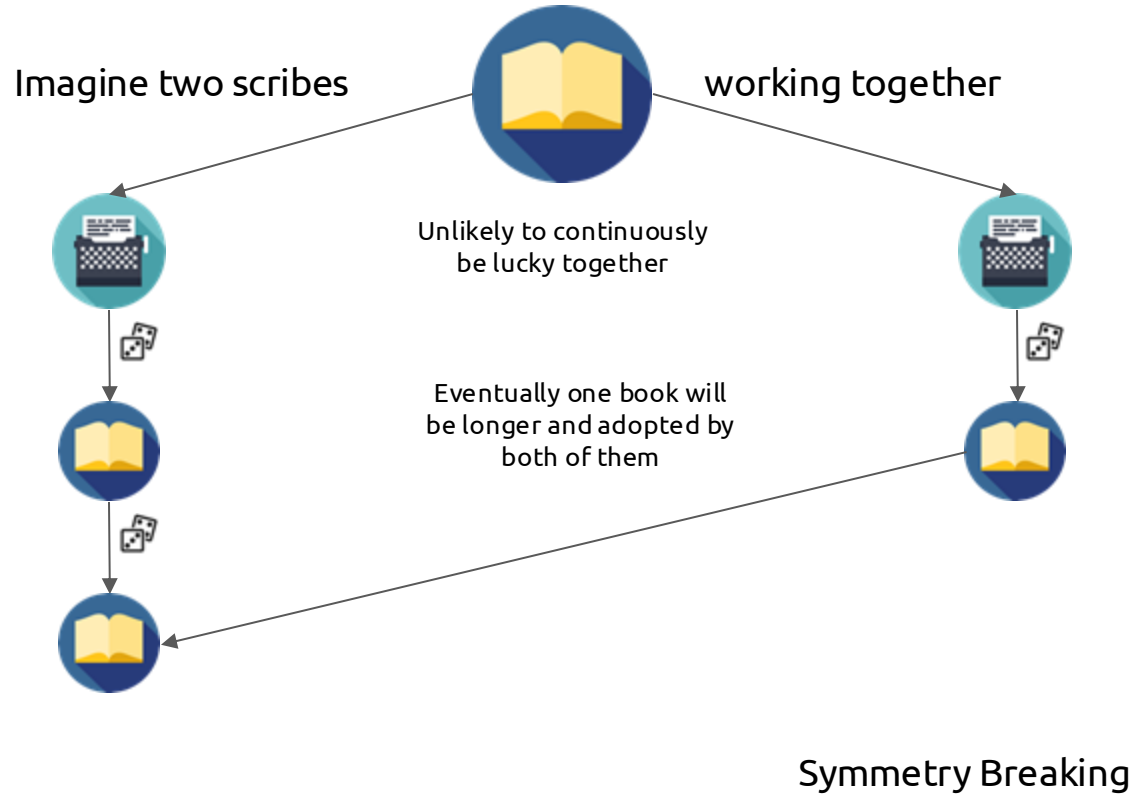 Imagine two scribes
working together
Unlikely to continuously
be lucky together
Eventually one book will
be longer and adopted by
both of them
Symmetry Breaking